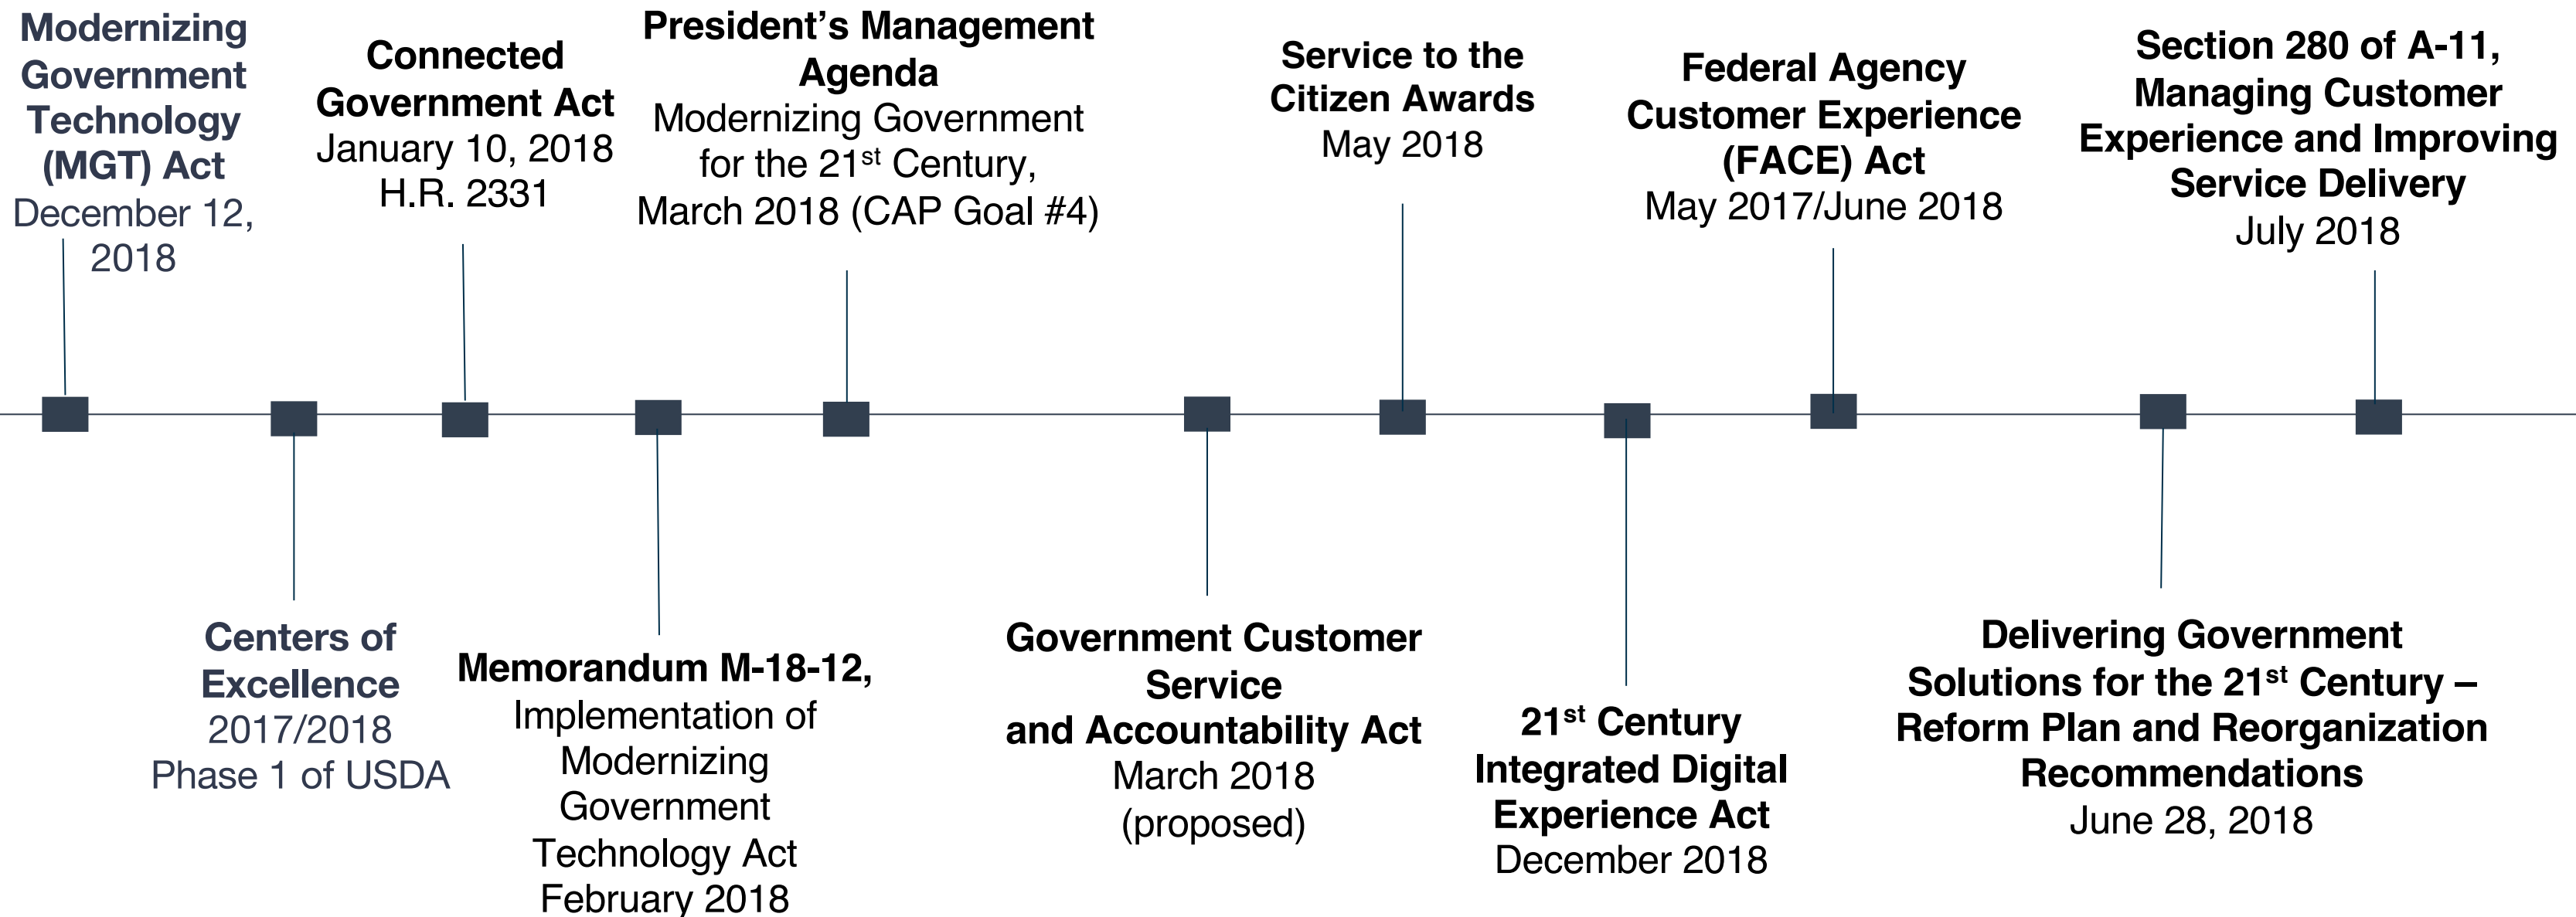 Modernizing
Government
Technology
(MGT) Act
December 12,
2018
Centers of
Excellence
2017/2018
Phase 1 of USDA
Connected
Government Act
January 10, 2018
H.R. 2331
Memorandum M-18-12,
Implementation of
Modernizing
Government
Technology Act
February 2018
President’s Management
Agenda
Modernizing Government
for the 21st Century,
March 2018 (CAP Goal #4)
Government Customer
Service
and Accountability Act
March 2018
(proposed)
Service to the
Citizen Awards
May 2018
21st Century
Integrated Digital
Experience Act
December 2018
Federal Agency
Customer Experience
(FACE) Act
May 2017/June 2018
Delivering Government
Solutions for the 21st Century –
Reform Plan and Reorganization
Recommendations
June 28, 2018
Section 280 of A-11,
Managing Customer
Experience and Improving
Service Delivery
July 2018